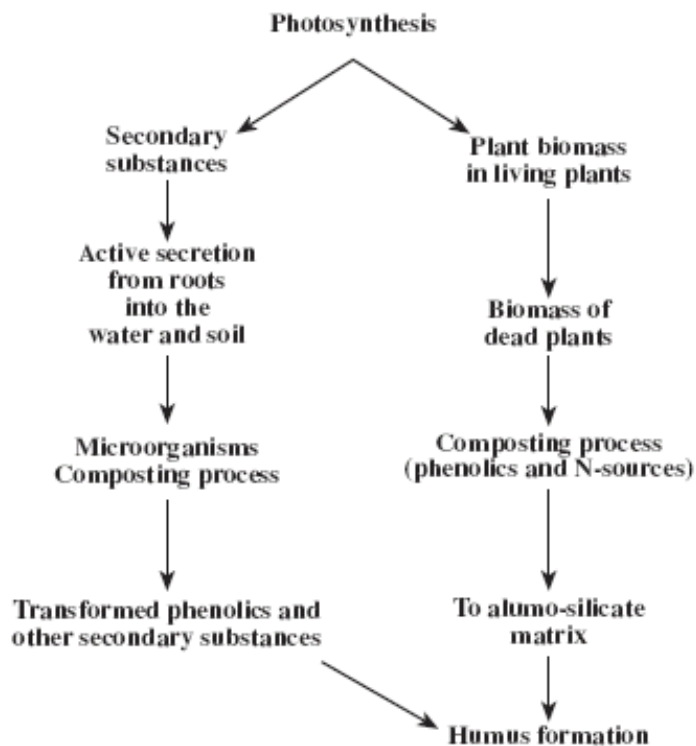 Photosynthesis
Secondary
substances
Plant biomass
in living plants
Active secretion
from roots
into the
water and soil
Biomass of
dead plants
Microorganisms
Composting process
Composting process
(phenolics and N-sources)
Transformed phenolics and
other secondary substances
To alumo-silicate
matrix
Humus formation